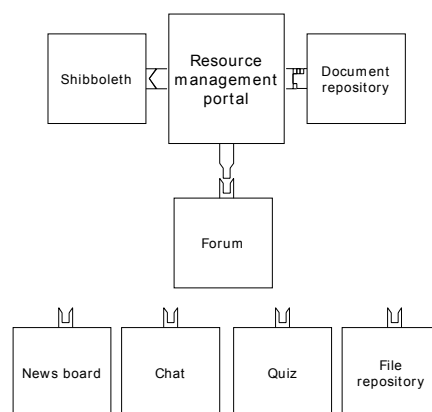 Shibboleth
Resource
management
portal
Document
repository
Forum
News board
Chat
Quiz
File
repository